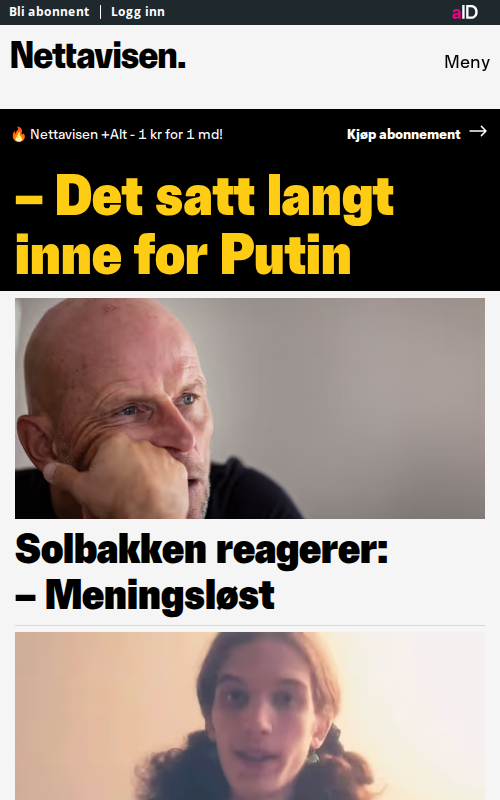 Bli abonnent | Logg inn aID
Nettavisen.
Meny
🔥 Nettavisen +Alt - 1 kr for 1 md! Kjøp abonnement →
– Det satt langt
inne for Putin
Solbakken reagerer:
– Meningsløst